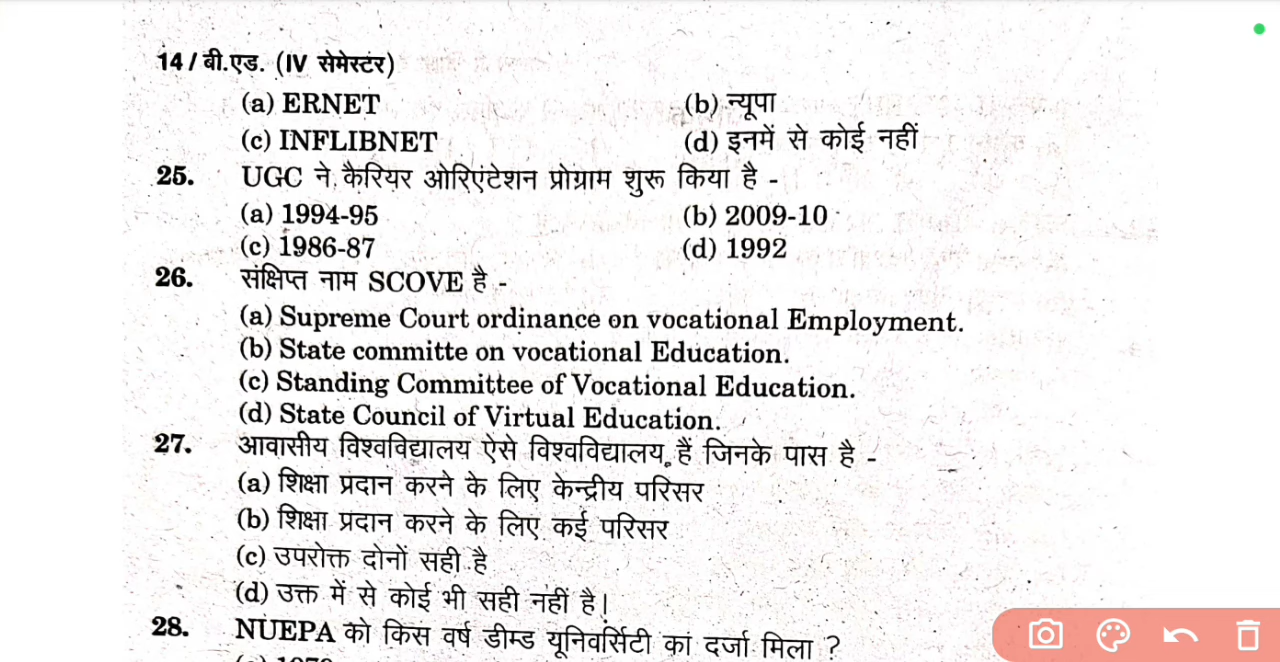 14 / बी.एड. (IV सेमेस्टर)
(a) ERNET (b) न्यूपा
(c) INFLIBNET (d) इनमें से कोई नहीं
25. UGC ने कैरियर ओरिएंटेशन प्रोग्राम शुरू किया है -
(a) 1994-95 (b) 2009-10
(c) 1986-87 (d) 1992
26. संक्षिप्त नाम SCOVE है -
(a) Supreme Court ordinance on vocational Employment.
(b) State committe on vocational Education.
(c) Standing Committee of Vocational Education.
(d) State Council of Virtual Education.
27. आवासीय विश्वविद्यालय ऐसे विश्वविद्यालय हैं जिनके पास है -
(a) शिक्षा प्रदान करने के लिए केन्द्रीय परिसर
(b) शिक्षा प्रदान करने के लिए कई परिसर
(c) उपरोक्त दोनों सही है
(d) उक्त में से कोई भी सही नहीं है!
28. NUEPA को किस वर्ष डीम्ड यूनिवर्सिटी कां दर्जा मिला ?